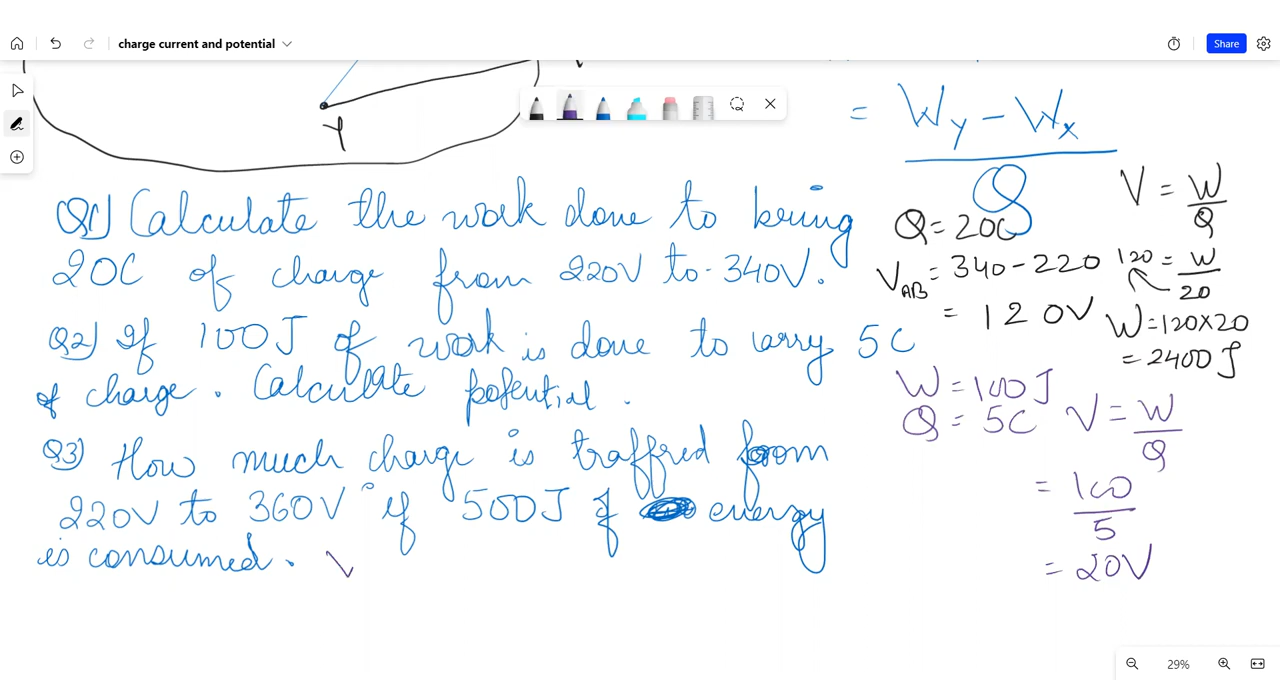 charge current and potential
Share
Y
= Wy - Wx
Q
Q1) Calculate the work done to bring
20C of charge from 220V to 340V.
Q2) If 100J of work is done to carry 5C
of charge. Calculate potential.
Q3) How much charge is traffred from
220V to 360V if 500J of energy
is consumed.
V = W
Q
Q = 20C
VAB = 340 - 220
= 120V
120 = W
20
W = 120x20
= 2400J
W = 100J
Q = 5C
V = W
Q
= 100
5
= 20V
29%